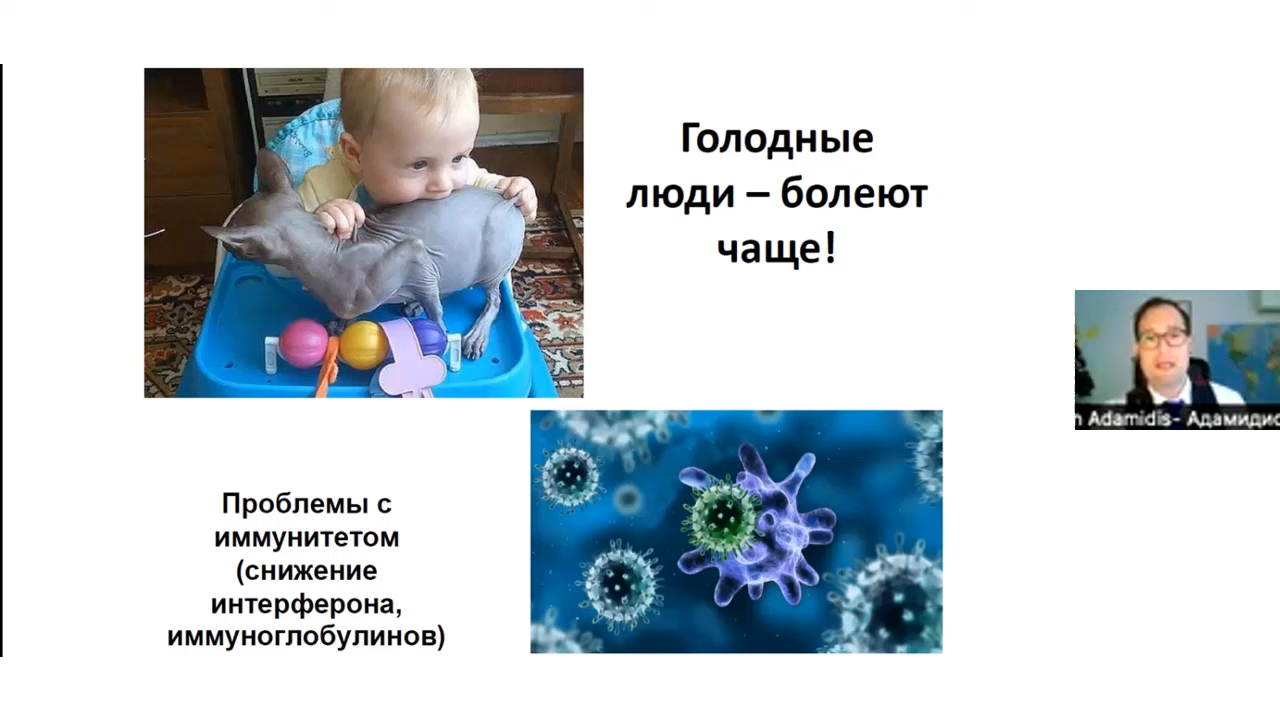 Голодные
люди – болеют
чаще!
Проблемы с
иммунитетом
(снижение
интерферона,
иммуноглобулинов)
Adamidis- Адамидис